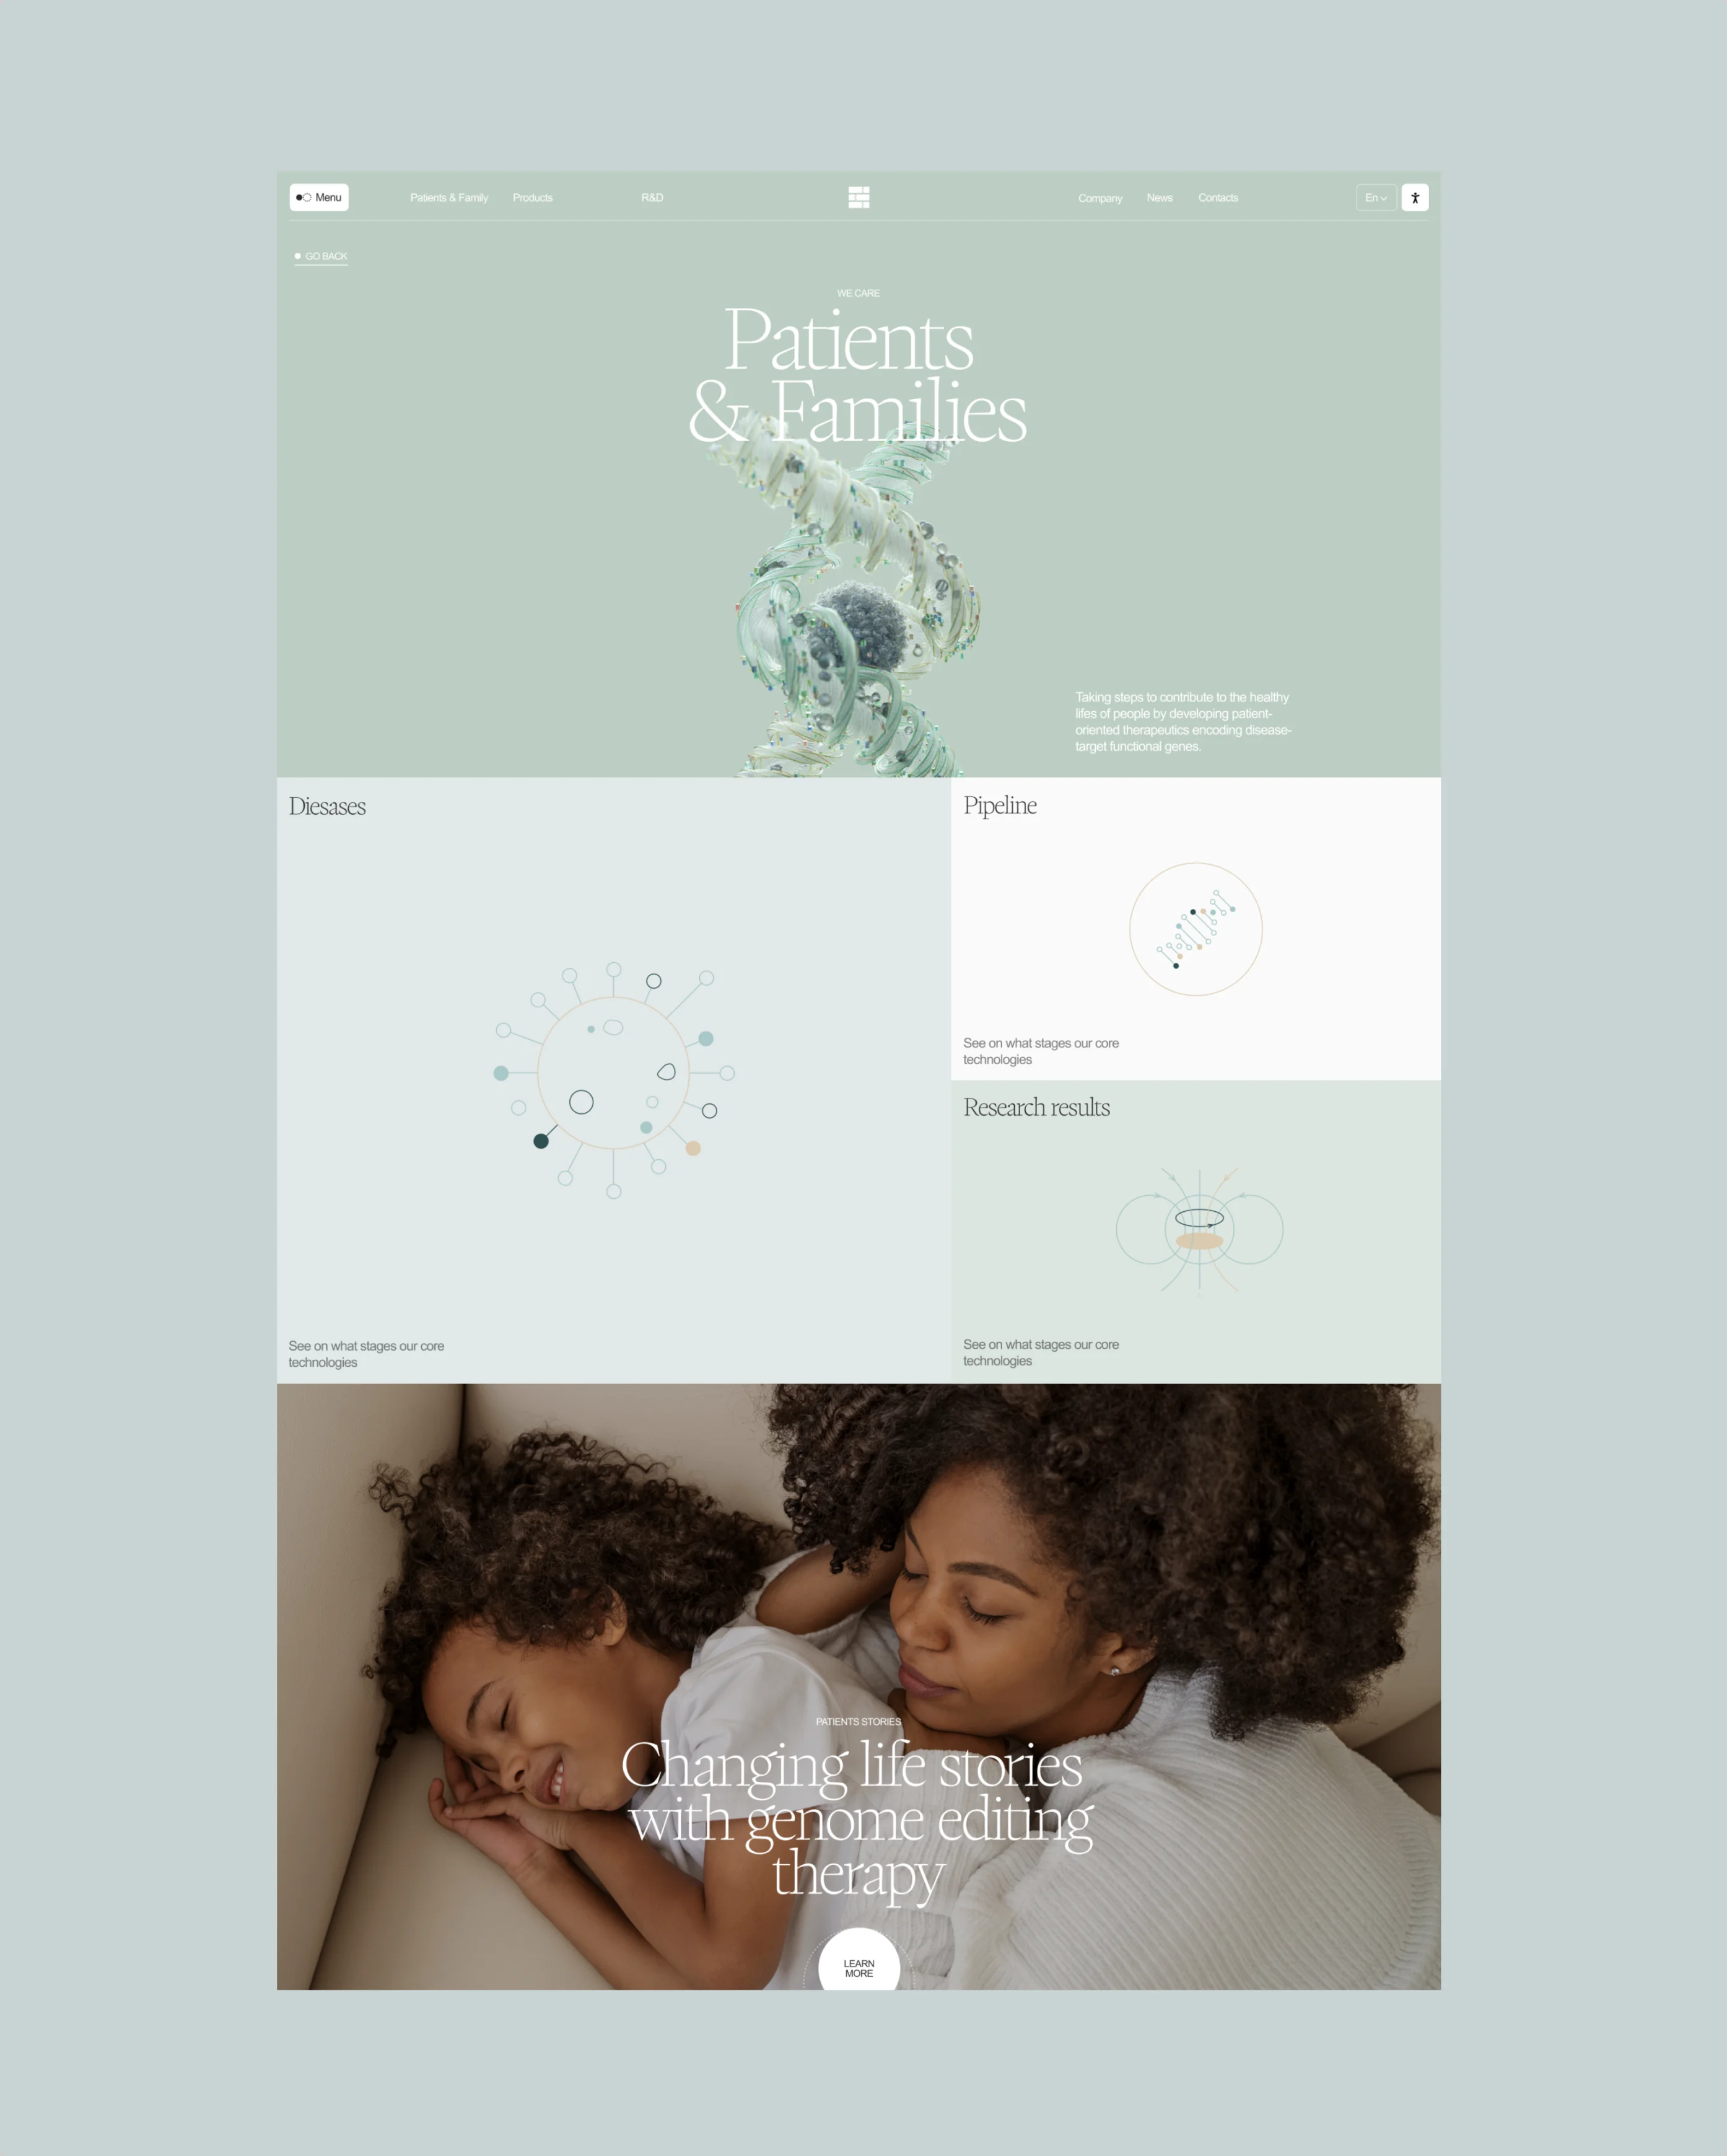 Menu
Patients & Family
Products
R&D
Company
News
Contacts
En
GO BACK
WE CARE
Patients
& Families
Taking steps to contribute to the healthy
lifes of people by developing patient-
oriented therapeutics encoding disease-
target functional genes.
Diesases
See on what stages our core
technologies
Pipeline
See on what stages our core
technologies
Research results
See on what stages our core
technologies
PATIENTS STORIES
Changing life stories
with genome editing
therapy
LEARN
MORE